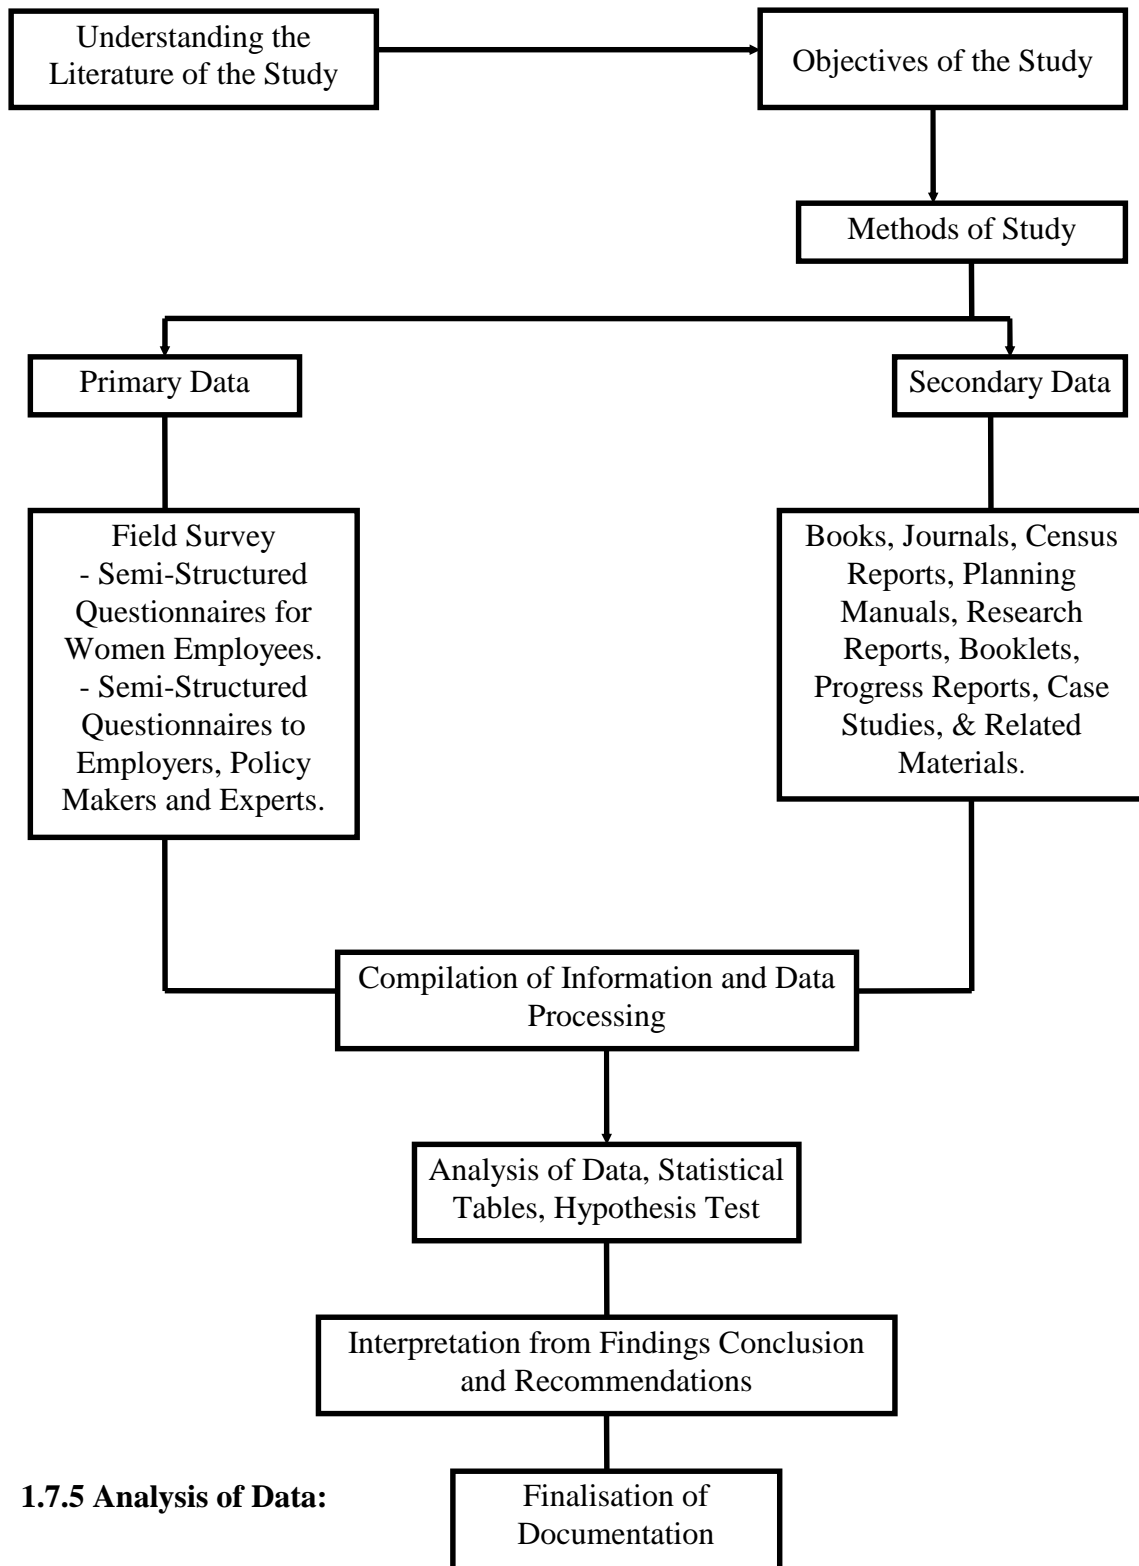 Understanding the
Literature of the Study
Objectives of the Study
Methods of Study
Primary Data
Secondary Data
Field Survey
- Semi-Structured
Questionnaires for
Women Employees.
- Semi-Structured
Questionnaires to
Employers, Policy
Makers and Experts.
Books, Journals, Census
Reports, Planning
Manuals, Research
Reports, Booklets,
Progress Reports, Case
Studies, & Related
Materials.
Compilation of Information and Data
Processing
Analysis of Data, Statistical
Tables, Hypothesis Test
Interpretation from Findings Conclusion
and Recommendations
1.7.5 Analysis of Data:
Finalisation of
Documentation